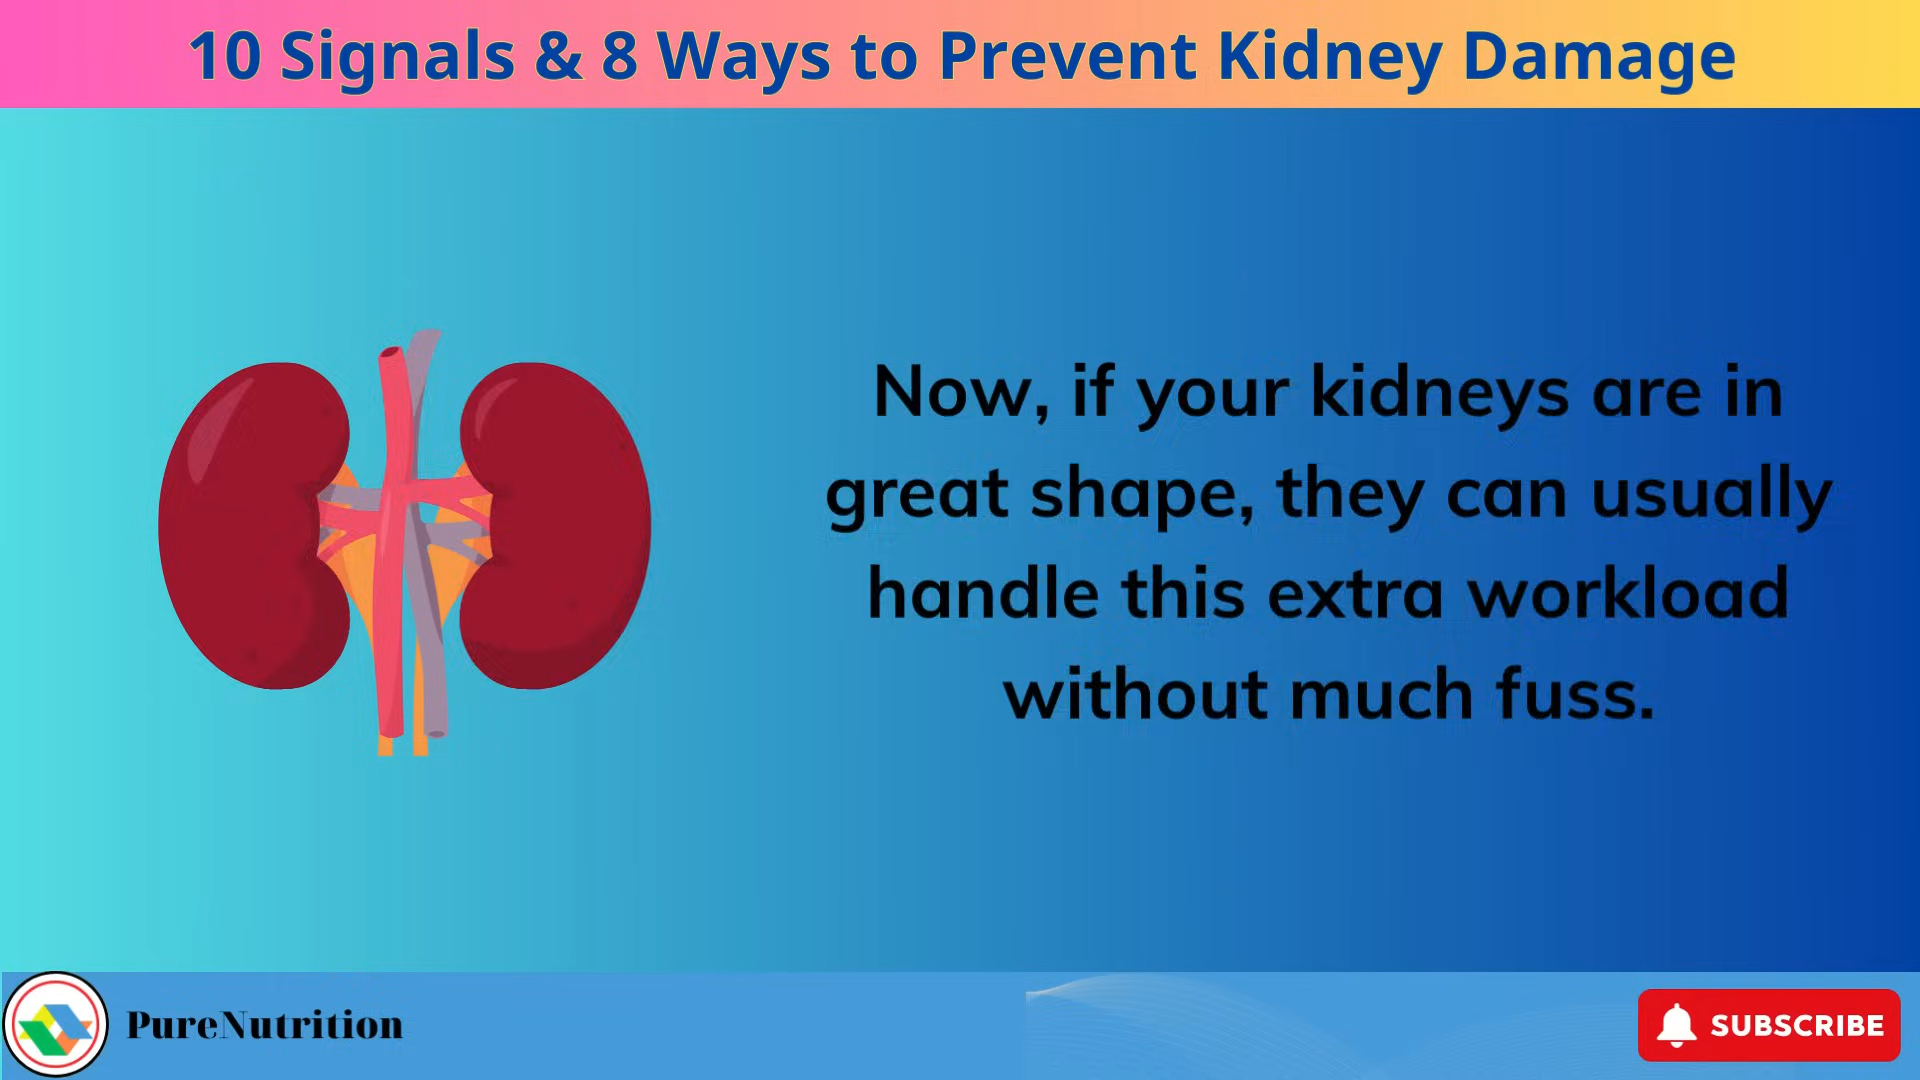 10 Signals & 8 Ways to Prevent Kidney Damage
Now, if your kidneys are in
great shape, they can usually
handle this extra workload
without much fuss.
PureNutrition
SUBSCRIBE